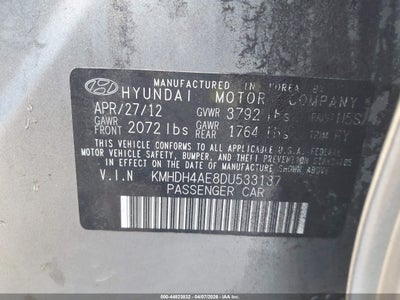 MANUFACTURED IN KOREA BY
HYUNDAI MOTOR COMPANY
APR/27/12 GVWR 3792 lbs
GAWR FRONT 2072 lbs GAWR REAR 1764 lbs TRIM
THIS VEHICLE CONFORMS TO ALL APPLICABLE U.S.A. FEDERAL
MOTOR VEHICLE SAFETY, BUMPER, AND THEFT PREVENTION
STANDARDS IN EFFECT ON THE DATE OF MANUFACTURE SHOWN ABOVE
V.I.N KMHDH4AE8DU533137
PASSENGER CAR